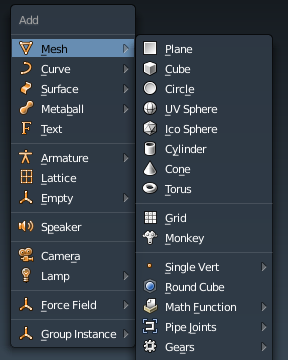 Add
Mesh
Curve
Surface
Metaball
Text
Armature
Lattice
Empty
Speaker
Camera
Lamp
Force Field
Group Instance
Plane
Cube
Circle
UV Sphere
Ico Sphere
Cylinder
Cone
Torus
Grid
Monkey
Single Vert
Round Cube
Math Function
Pipe Joints
Gears